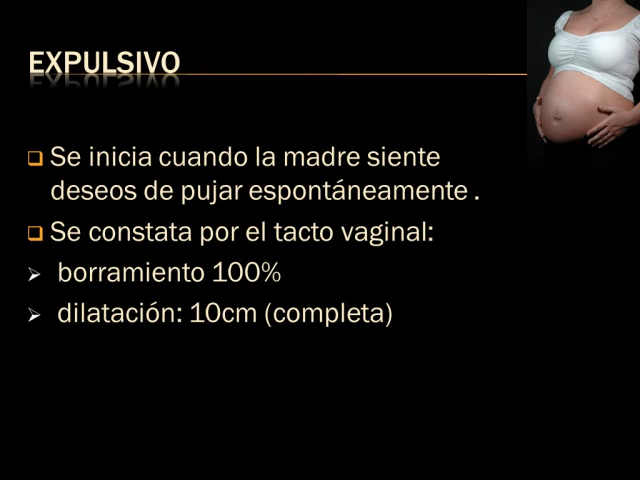 EXPULSIVO
Se inicia cuando la madre siente
deseos de pujar espontáneamente .
Se constata por el tacto vaginal:
borramiento 100%
dilatación: 10cm (completa)